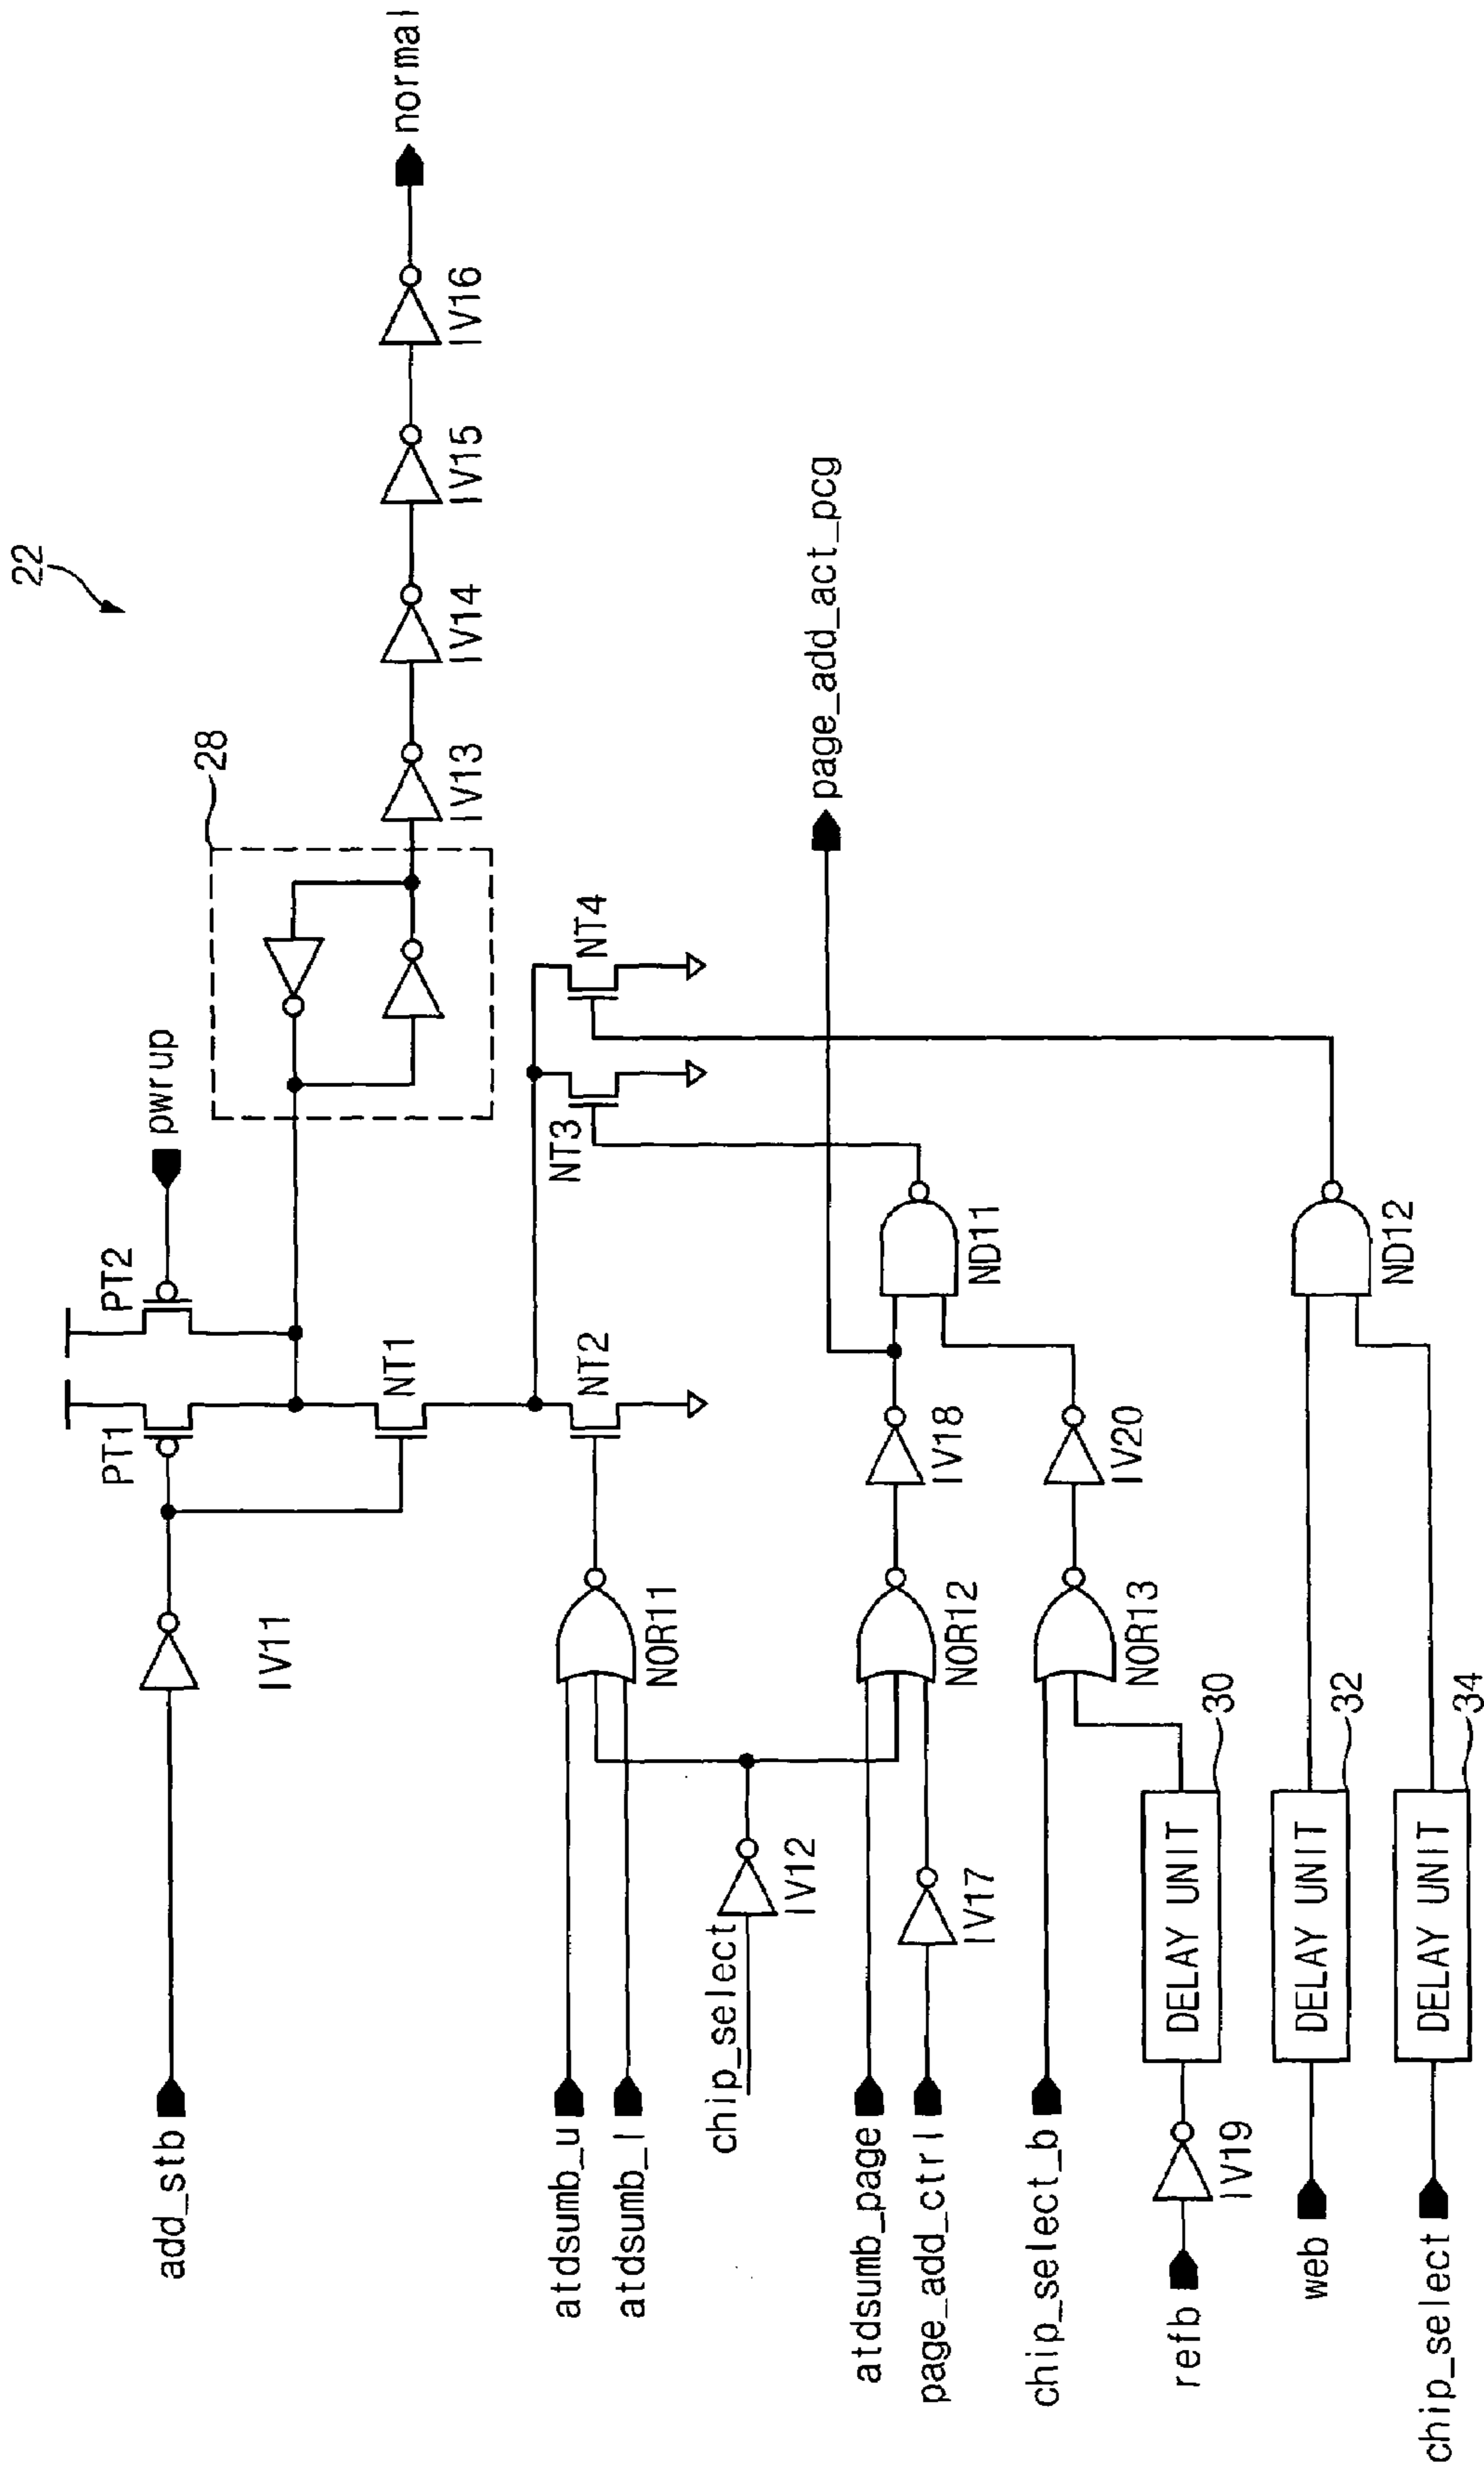 22
normal
28
pwrup
PT1
PT2
add_stb
IV11
NT1
IV13
IV14
IV15
IV16
atdsumb_u
atdsumb_l
NOR11
NT2
NT3
NT4
chip_select
IV12
page_add_act_pcg
atdsumb_page
page_add_ctrl
IV17
NOR12
IV18
ND11
chip_select_b
NOR13
IV20
refb
IV19
DELAY UNIT
30
web
DELAY UNIT
32
ND12
chip_select
DELAY UNIT
34